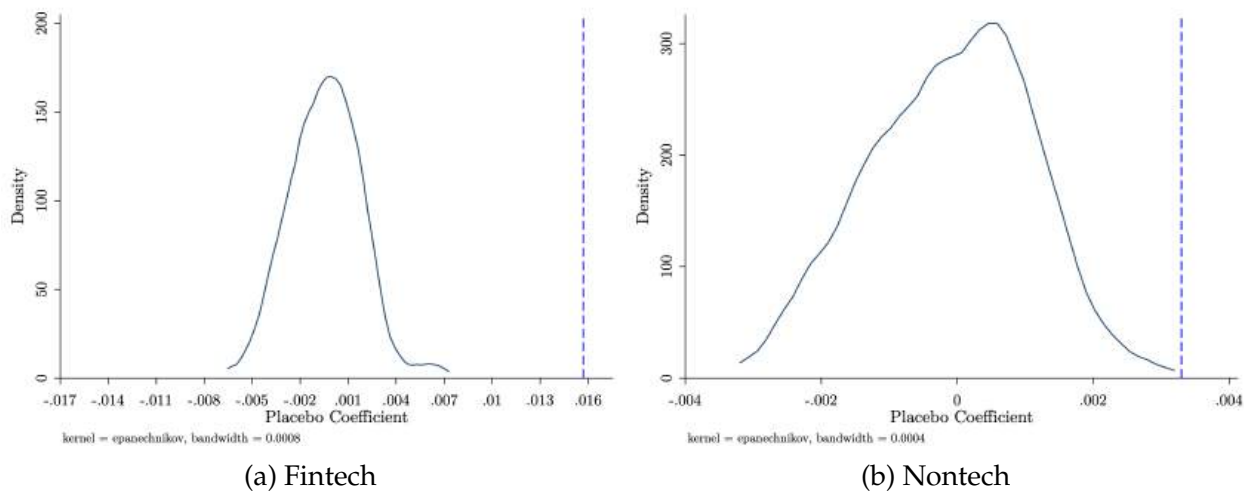 200
150
100
50
0
Density
-.017 -.014 -.011 -.008 -.005 -.002 .001 .004 .007 .01 .013 .016
Placebo Coefficient
kernel = epanechnikov, bandwidth = 0.0008
(a) Fintech
300
200
100
0
Density
-.004 -.002 0 .002 .004
Placebo Coefficient
kernel = epanechnikov, bandwidth = 0.0004
(b) Nontech